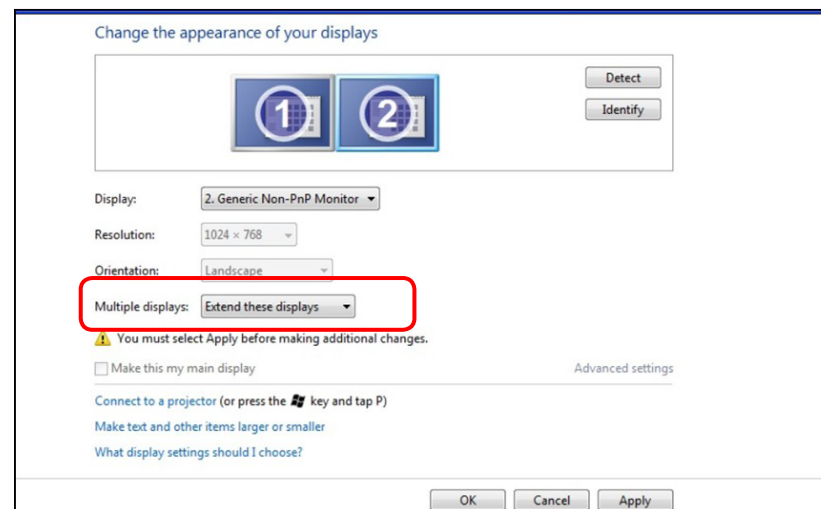 Change the appearance of your displays
1
2
Detect
Identify
Display: 2. Generic Non-PnP Monitor
Resolution: 1024 × 768
Orientation: Landscape
Multiple displays: Extend these displays
You must select Apply before making additional changes.
Make this my main display Advanced settings
Connect to a projector (or press the key and tap P)
Make text and other items larger or smaller
What display settings should I choose?
OK Cancel Apply